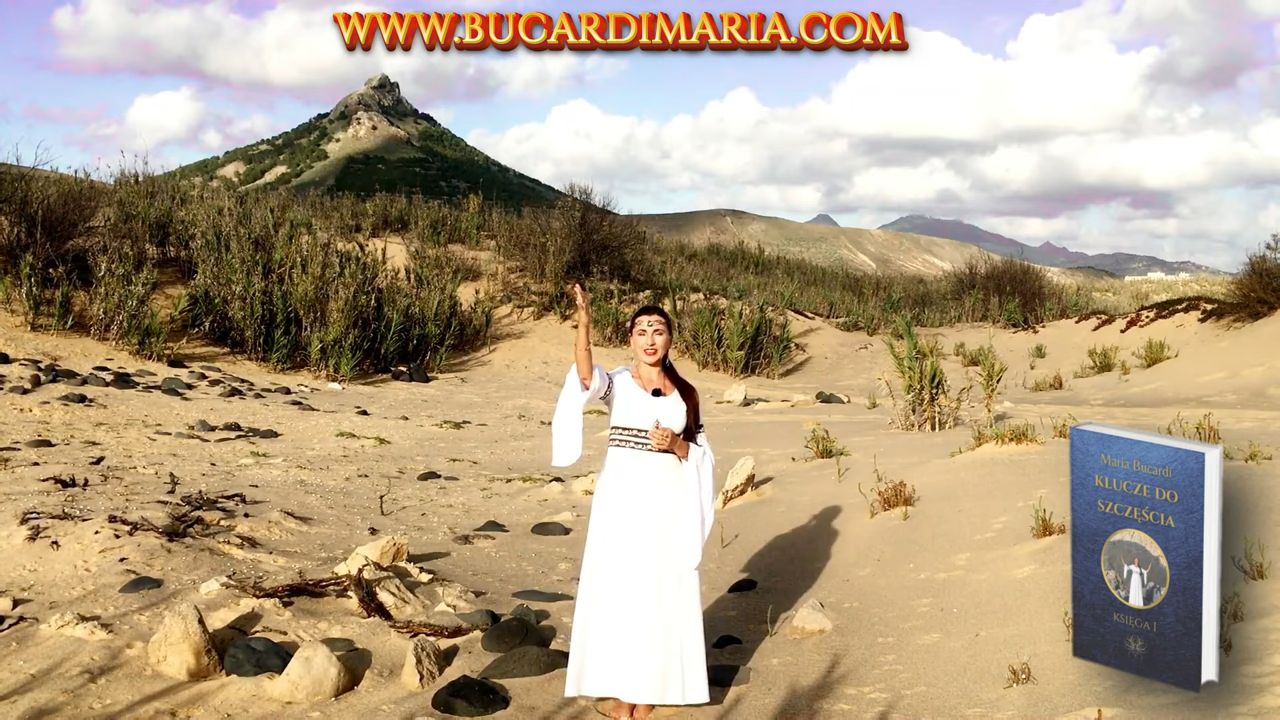 WWW.BUCARDIMARIA.COM
Maria Bucardi
KLUCZE DO
SZCZĘŚCIA
KSIĘGA I